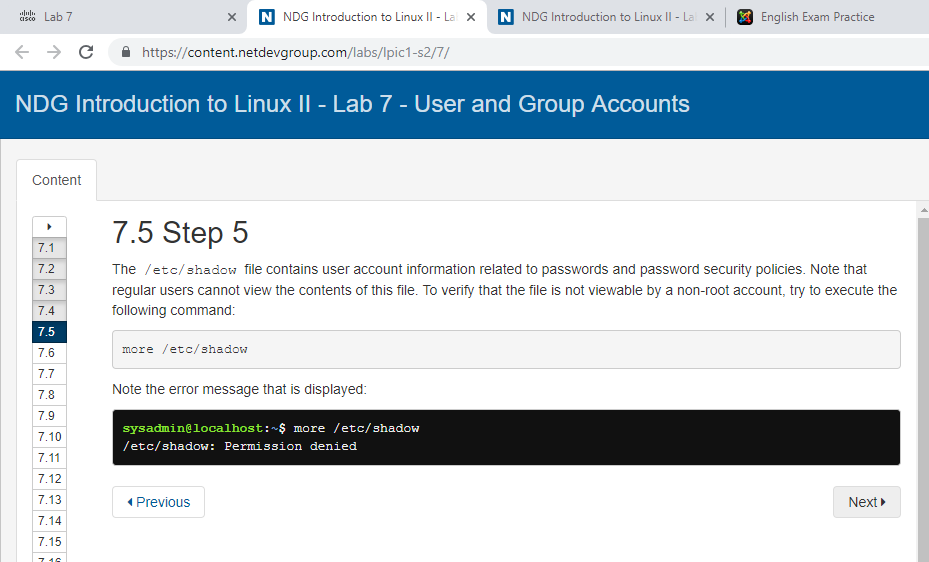 cisco Lab 7
NDG Introduction to Linux II - La
NDG Introduction to Linux II - La
English Exam Practice
https://content.netdevgroup.com/labs/lpic1-s2/7/
NDG Introduction to Linux II - Lab 7 - User and Group Accounts
Content
7.1
7.2
7.3
7.4
7.5
7.6
7.7
7.8
7.9
7.10
7.11
7.12
7.13
7.14
7.15
7.16
7.5 Step 5
The /etc/shadow file contains user account information related to passwords and password security policies. Note that
regular users cannot view the contents of this file. To verify that the file is not viewable by a non-root account, try to execute the
following command:
more /etc/shadow
Note the error message that is displayed:
sysadmin@localhost:~$ more /etc/shadow
/etc/shadow: Permission denied
Previous
Next